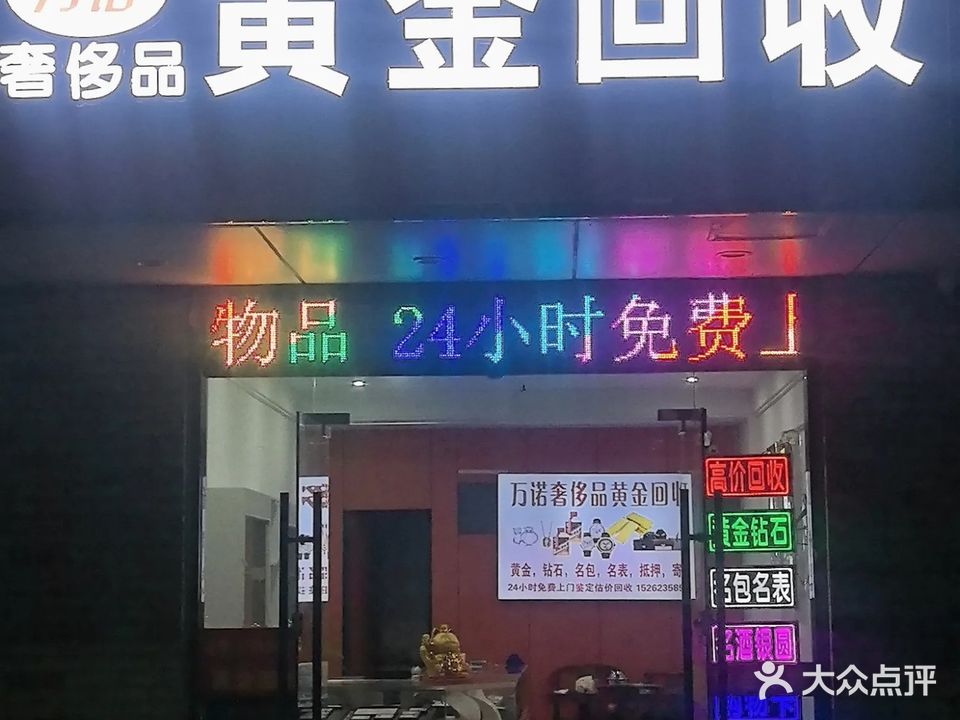 万诺
奢侈品
黄金回收
物品 24小时免费上
万诺奢侈品黄金回收
黄金,钻石,名包,名表,抵押,寄
24小时免费上门鉴定估价回收 152623585
高价回收
黄金钻石
名包名表
名酒银圆
大众点评